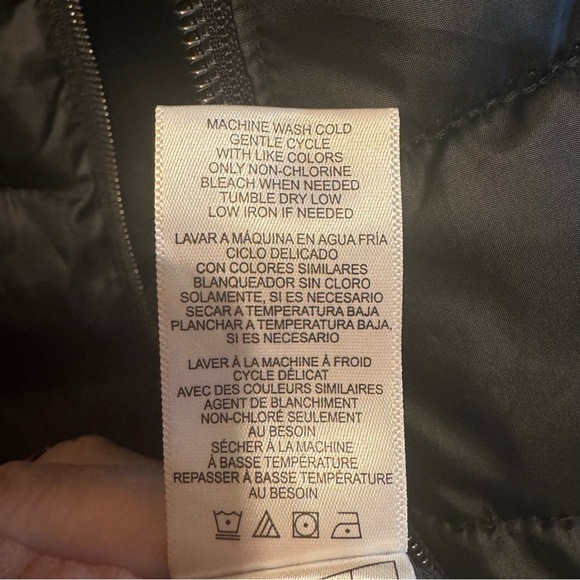 MACHINE WASH COLD
GENTLE CYCLE
WITH LIKE COLORS
ONLY NON-CHLORINE
BLEACH WHEN NEEDED
TUMBLE DRY LOW
LOW IRON IF NEEDED
LAVAR A MÁQUINA EN AGUA FRÍA
CICLO DELICADO
CON COLORES SIMILARES
BLANQUEADOR SIN CLORO
SOLAMENTE, SI ES NECESARIO
SECAR A TEMPERATURA BAJA
PLANCHAR A TEMPERATURA BAJA,
SI ES NECESARIO
LAVER À LA MACHINE À FROID
CYCLE DÉLICAT
AVEC DES COULEURS SIMILAIRES
AGENT DE BLANCHIMENT
NON-CHLORÉ SEULEMENT
AU BESOIN
SÉCHER À LA MACHINE
À BASSE TEMPÉRATURE
REPASSER À BASSE TEMPÉRATURE
AU BESOIN